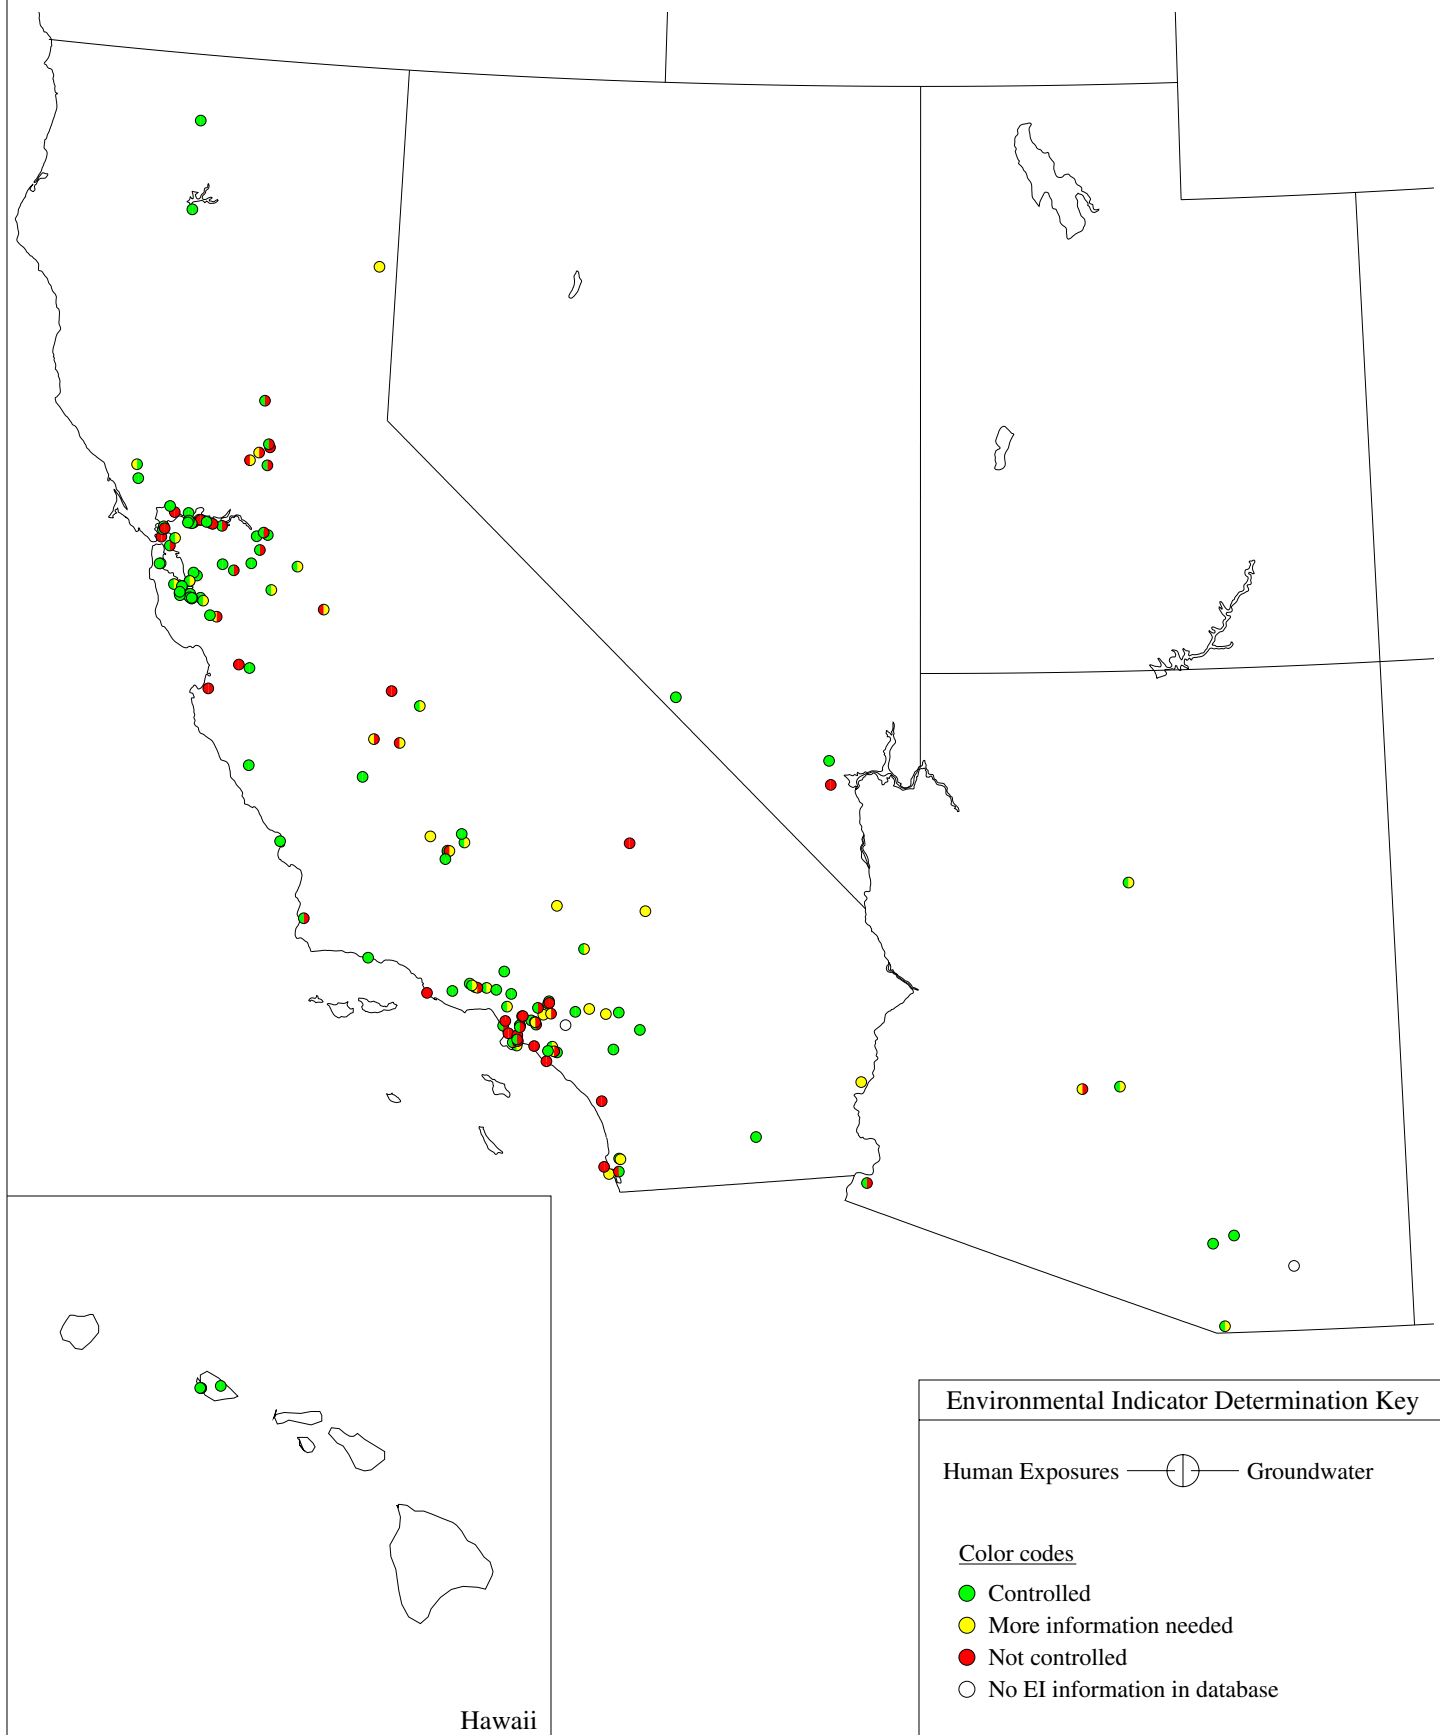 Environmental Indicator Determination Key
Human Exposures Groundwater
Color codes
Controlled
More information needed
Not controlled
No EI information in database
Hawaii